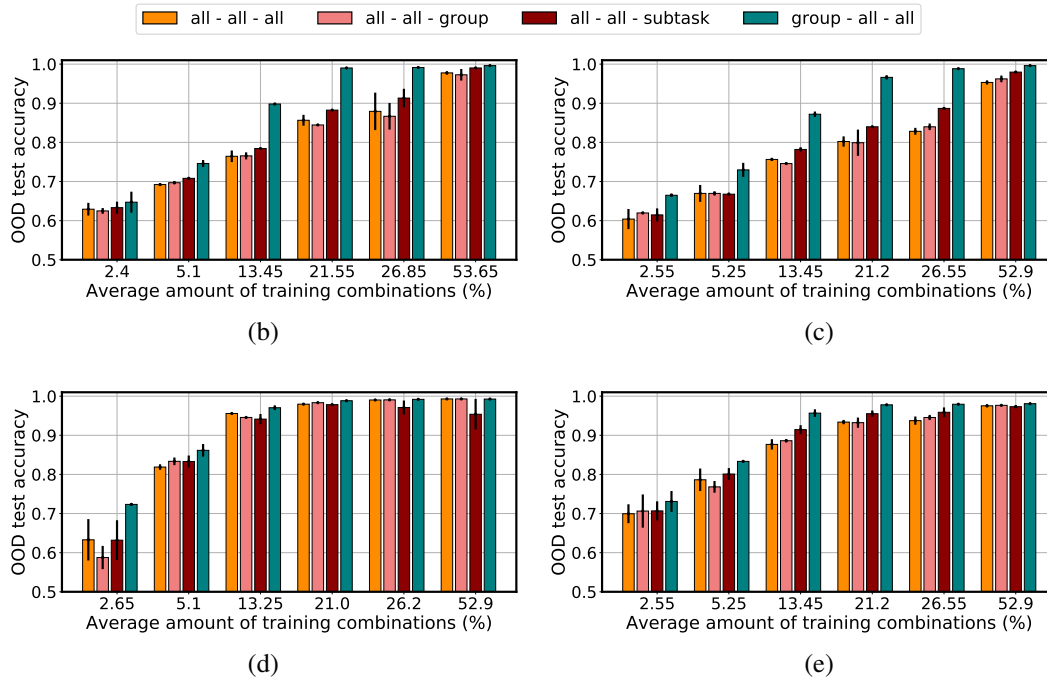 all - all - all all - all - group all - all - subtask group - all - all
1.0
0.9
0.8
0.7
0.6
0.5
OOD test accuracy
2.4 5.1 13.45 21.55 26.85 53.65
Average amount of training combinations (%)
(b)
1.0
0.9
0.8
0.7
0.6
0.5
OOD test accuracy
2.55 5.25 13.45 21.2 26.55 52.9
Average amount of training combinations (%)
(c)
1.0
0.9
0.8
0.7
0.6
0.5
OOD test accuracy
2.65 5.1 13.25 21.0 26.2 52.9
Average amount of training combinations (%)
(d)
1.0
0.9
0.8
0.7
0.6
0.5
OOD test accuracy
2.55 5.25 13.45 21.2 26.55 52.9
Average amount of training combinations (%)
(e)